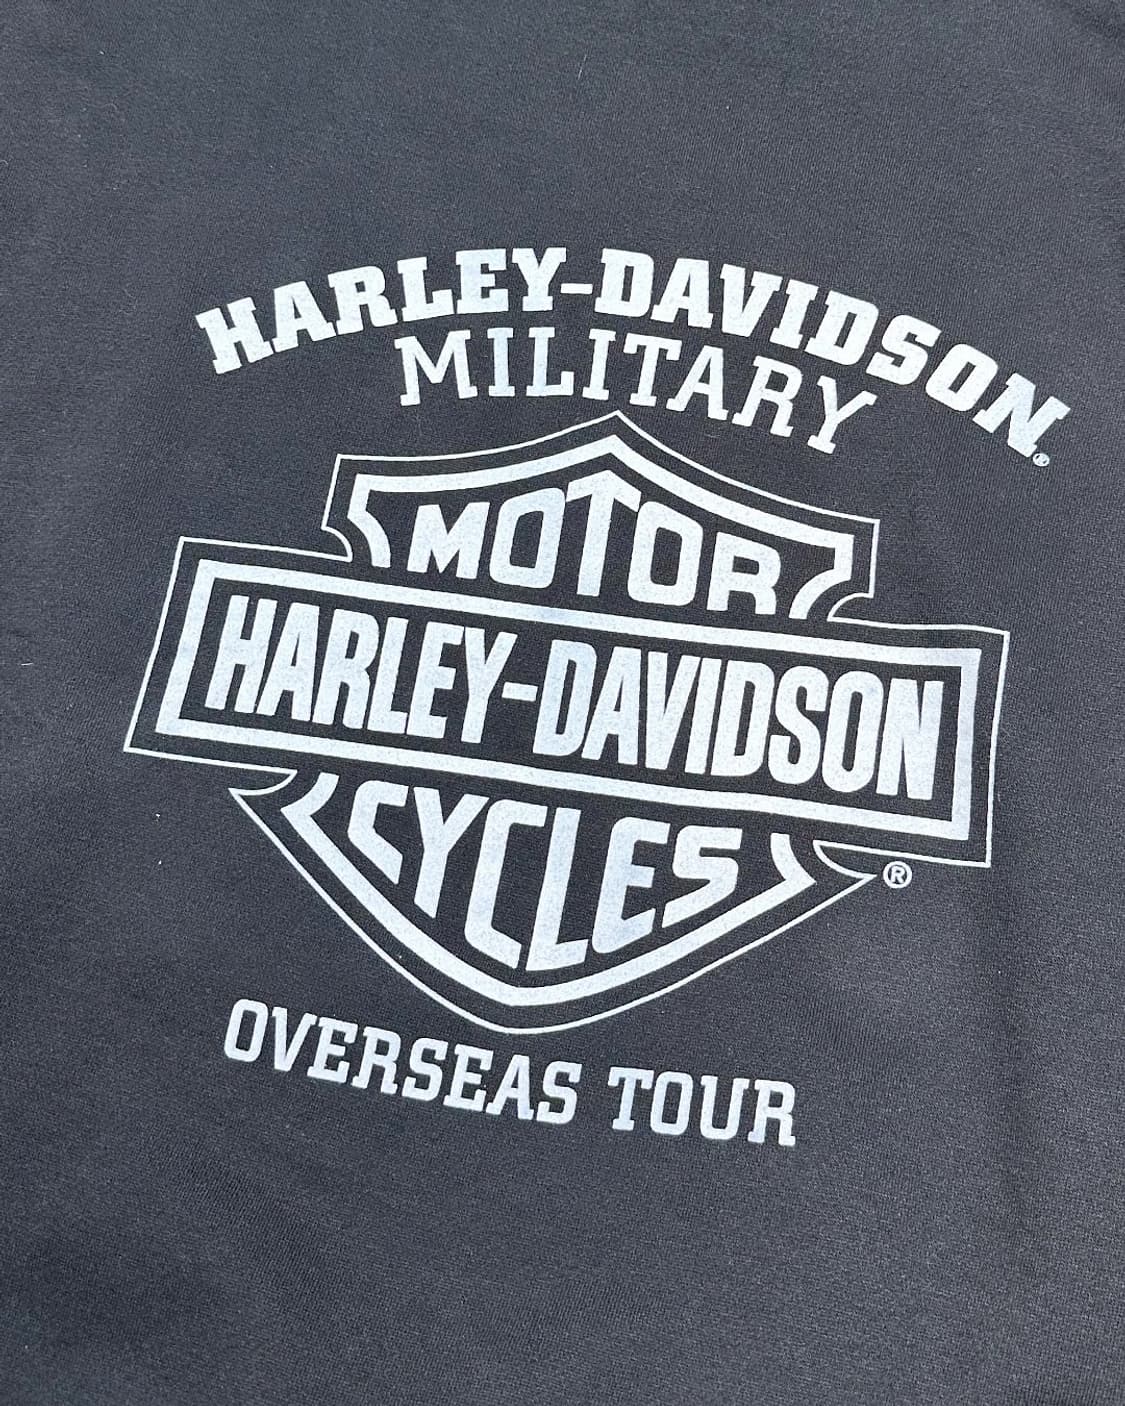 HARLEY-DAVIDSON®
MILITARY
MOTOR
HARLEY-DAVIDSON
CYCLES
®
OVERSEAS TOUR